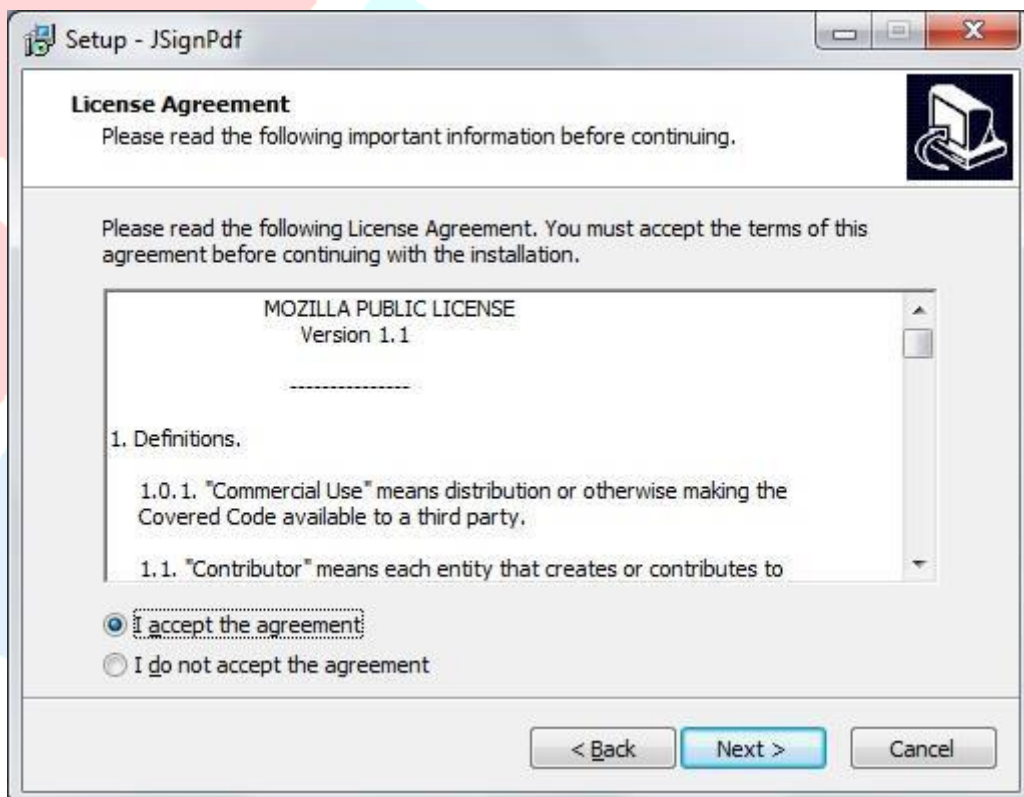 Setup - JSignPdf
License Agreement
Please read the following important information before continuing.
Please read the following License Agreement. You must accept the terms of this
agreement before continuing with the installation.
MOZILLA PUBLIC LICENSE
Version 1.1
---------------
1. Definitions.
1.0.1. "Commercial Use" means distribution or otherwise making the
Covered Code available to a third party.
1.1. "Contributor" means each entity that creates or contributes to
I accept the agreement
I do not accept the agreement
< Back
Next >
Cancel